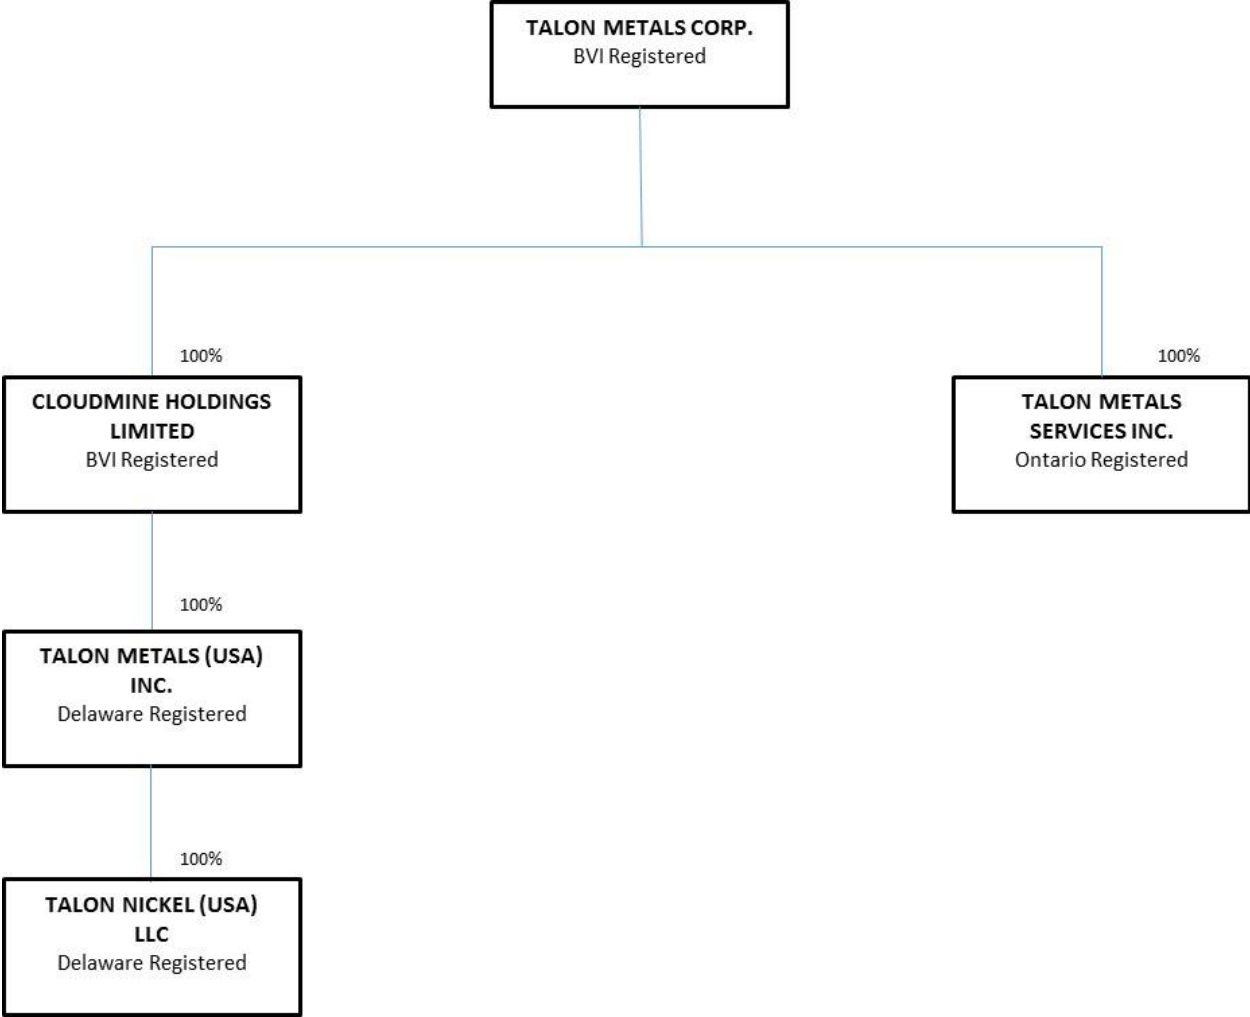 TALON METALS CORP.
BVI Registered
100%
100%
CLOUDMINE HOLDINGS
LIMITED
BVI Registered
TALON METALS
SERVICES INC.
Ontario Registered
100%
TALON METALS (USA)
INC.
Delaware Registered
100%
TALON NICKEL (USA)
LLC
Delaware Registered